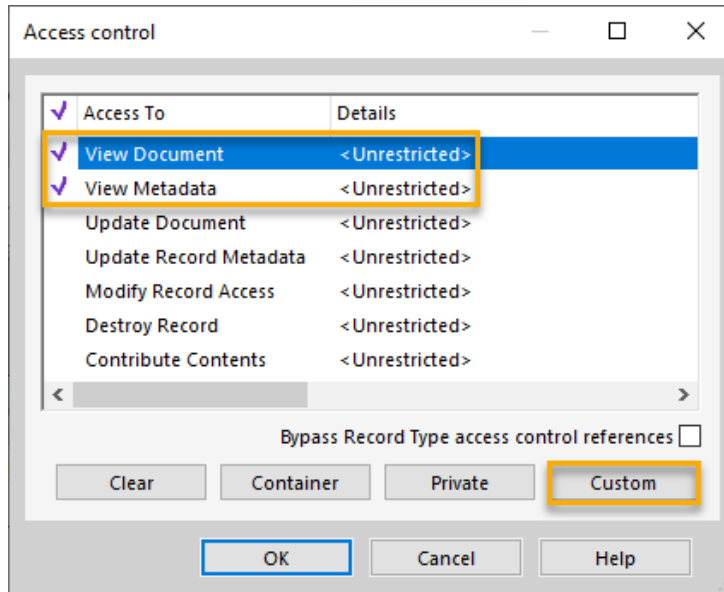 Access control
Access To Details
View Document <Unrestricted>
View Metadata <Unrestricted>
Update Document <Unrestricted>
Update Record Metadata <Unrestricted>
Modify Record Access <Unrestricted>
Destroy Record <Unrestricted>
Contribute Contents <Unrestricted>
Bypass Record Type access control references
Clear Container Private Custom
OK Cancel Help